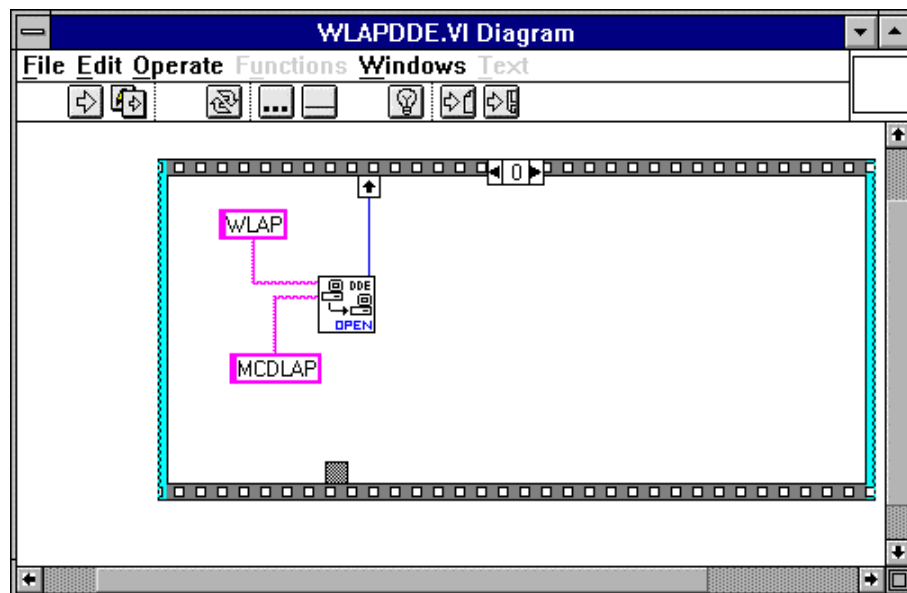 WLAPDDE.VI Diagram
File Edit Operate Functions Windows Text
0
WLAP
DDE
OPEN
MCDLAP